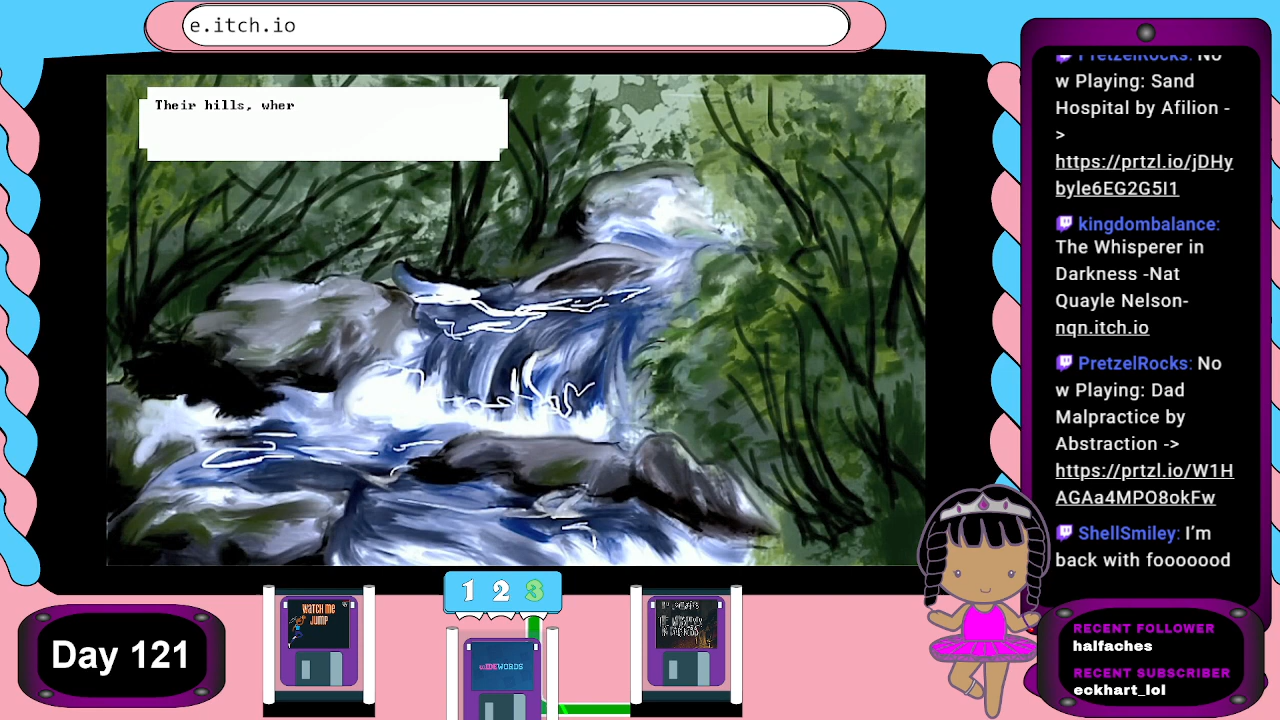 e.itch.io
Their hills, wher
PretzelRocks: No
w Playing: Sand
Hospital by Afilion -
>
https://prtzl.io/jDHy
byle6EG2G5I1
kingdombalance:
The Whisperer in
Darkness -Nat
Quayle Nelson-
nqn.itch.io
PretzelRocks: No
w Playing: Dad
Malpractice by
Abstraction ->
https://prtzl.io/W1H
AGAa4MPO8okFw
ShellSmiley: I'm
back with fooooood
1 2 3
Day 121
WATCH ME
JUMP
WORDS
RECENT FOLLOWER
halfaches
RECENT SUBSCRIBER
eckhart_lol